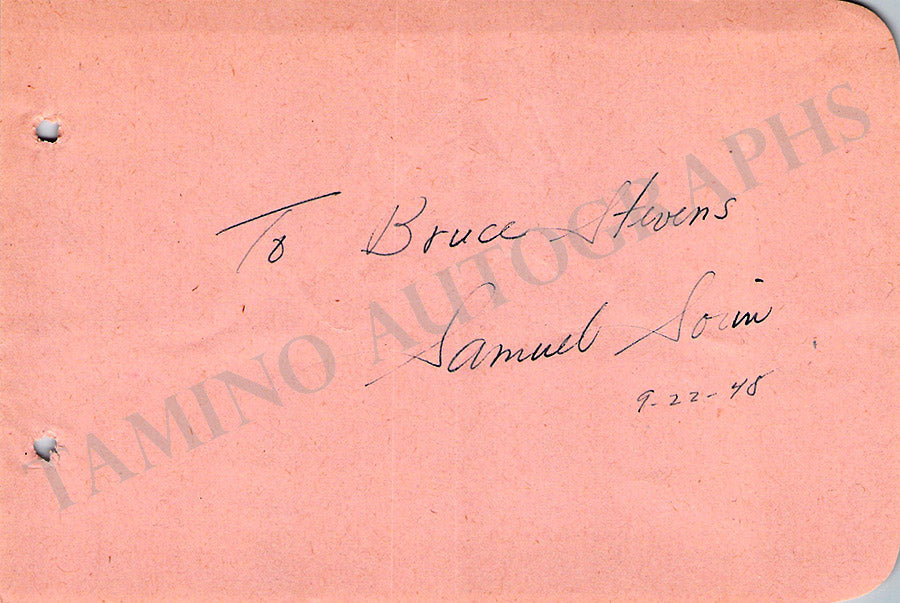 To Bruce Stevens
Samuel Sorin
9-22-48
TAMINO AUTOGRAPHS